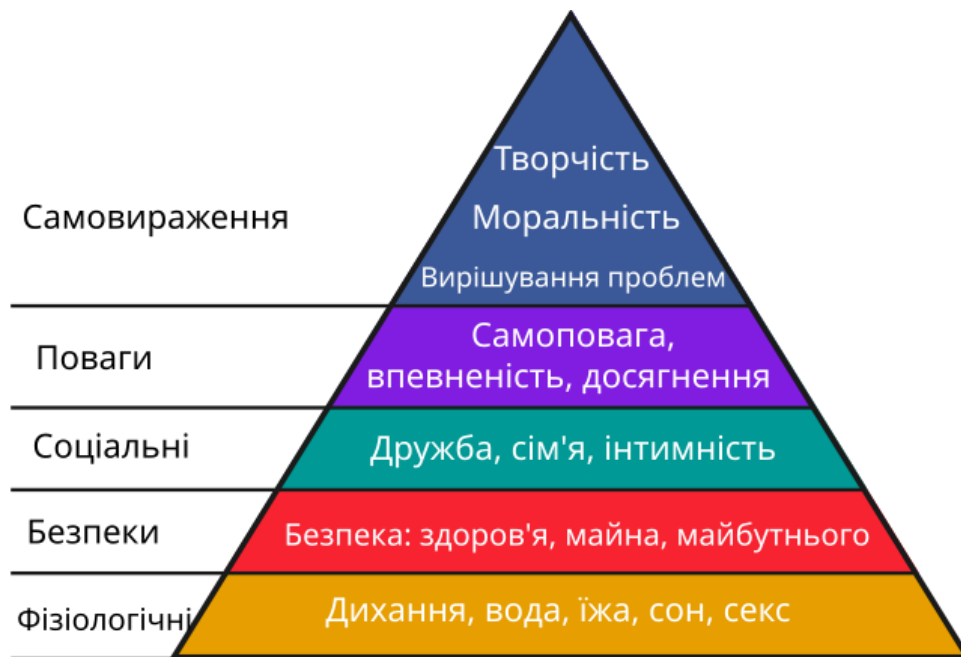 Творчість
Самовираження
Моральність
Вирішування проблем
Поваги
Самоповага,
впевненість, досягнення
Соціальні
Дружба, сім'я, інтимність
Безпеки
Безпека: здоров'я, майна, майбутнього
Фізіологічні
Дихання, вода, їжа, сон, секс